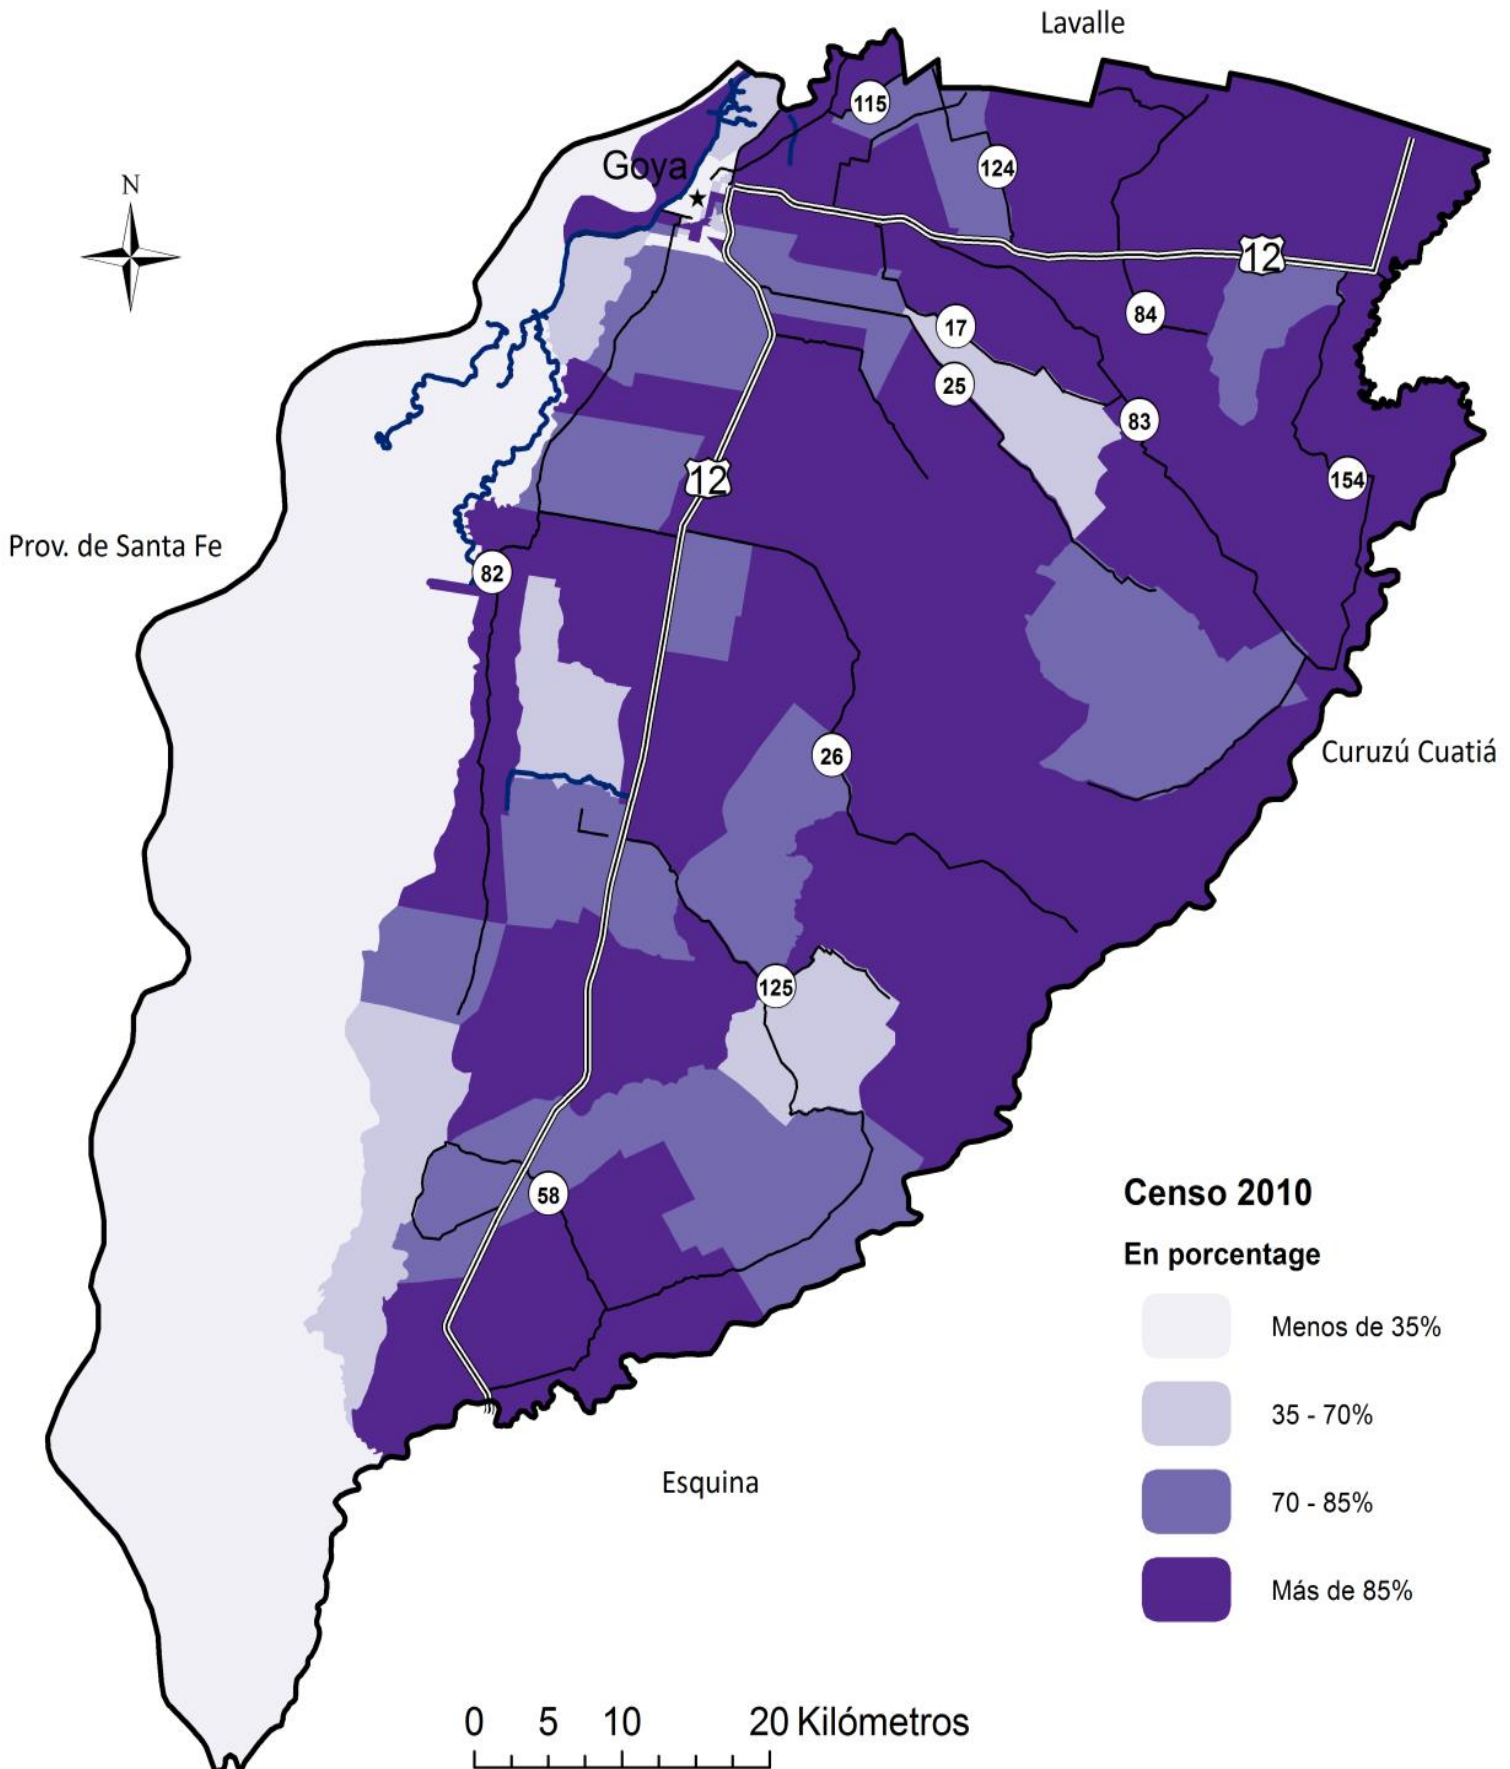 Lavalle
115
Goya
N
124
12
84
17
25
83
12
154
Prov. de Santa Fe
82
26
Curuzú Cuatiá
125
58
Censo 2010
En porcentage
Menos de 35%
35 - 70%
Esquina
70 - 85%
Más de 85%
0 5 10 20 Kilómetros